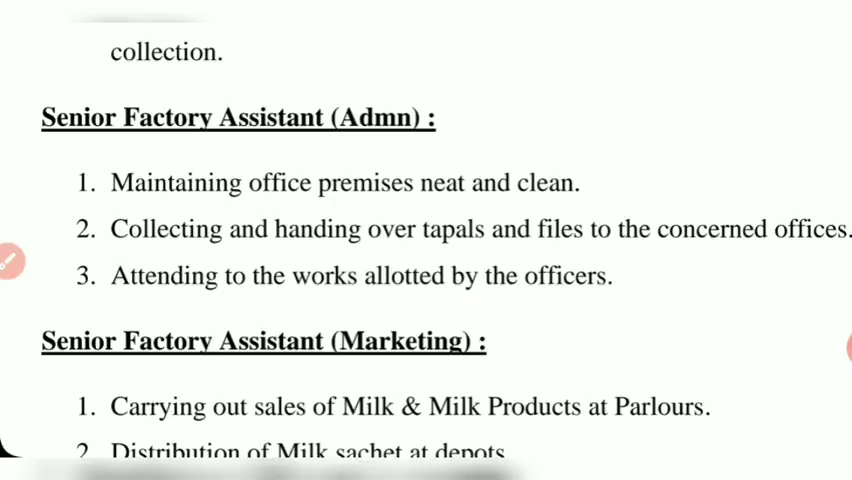 collection.
Senior Factory Assistant (Admn) :
1. Maintaining office premises neat and clean.
2. Collecting and handing over tapals and files to the concerned offices.
3. Attending to the works allotted by the officers.
Senior Factory Assistant (Marketing) :
1. Carrying out sales of Milk & Milk Products at Parlours.
2. Distribution of Milk sachet at depots